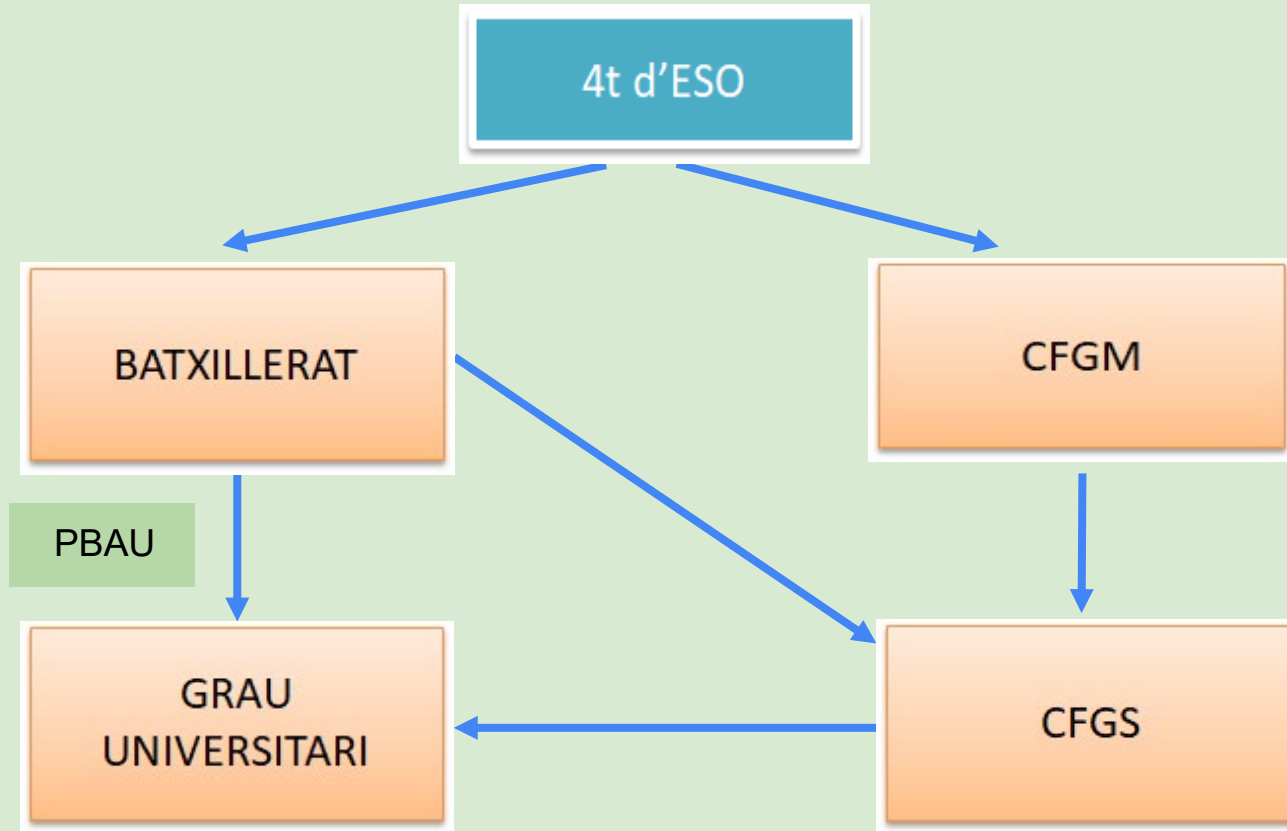 4t d'ESO
BATXILLERAT
CFGM
PBAU
GRAU
UNIVERSITARI
CFGS